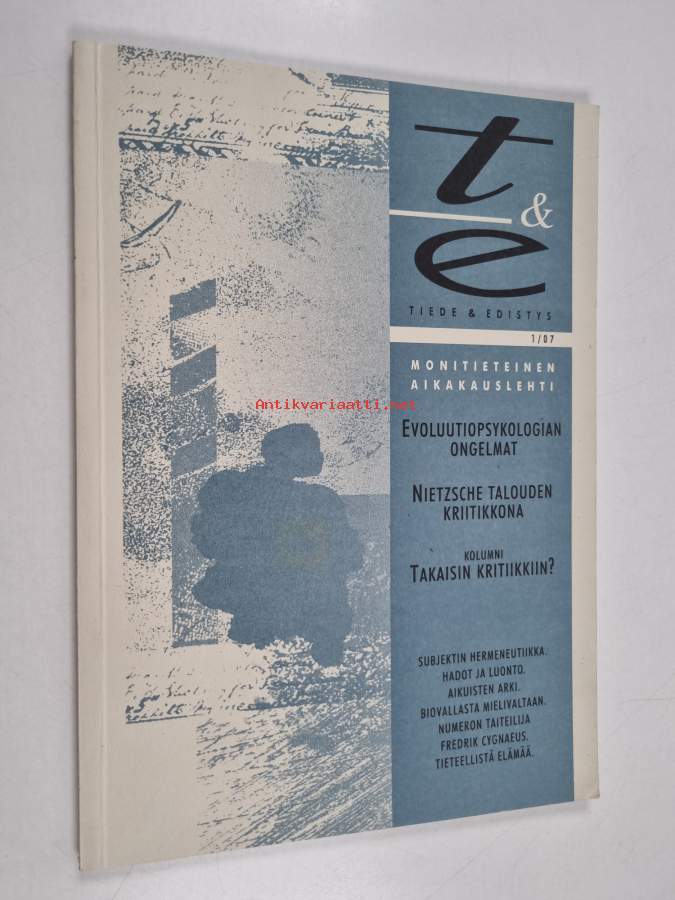 t
&
e
TIEDE & EDISTYS
1/07
MONITIETEINEN
AIKAKAUSLEHTI
Antikvariaatti.net
EVOLUUTIOPSYKOLOGIAN
ONGELMAT
NIETZSCHE TALOUDEN
KRIITIKKONA
KOLUMNI
TAKAISIN KRITIIKKIIN?
SUBJEKTIN HERMENEUTIIKKA.
HADOT JA LUONTO.
AIKUISTEN ARKI.
BIOVALLASTA MIELIVALTAAN.
NUMERON TAITEILIJA
FREDRIK CYGNAEUS.
TIETEELLISTÄ ELÄMÄÄ.